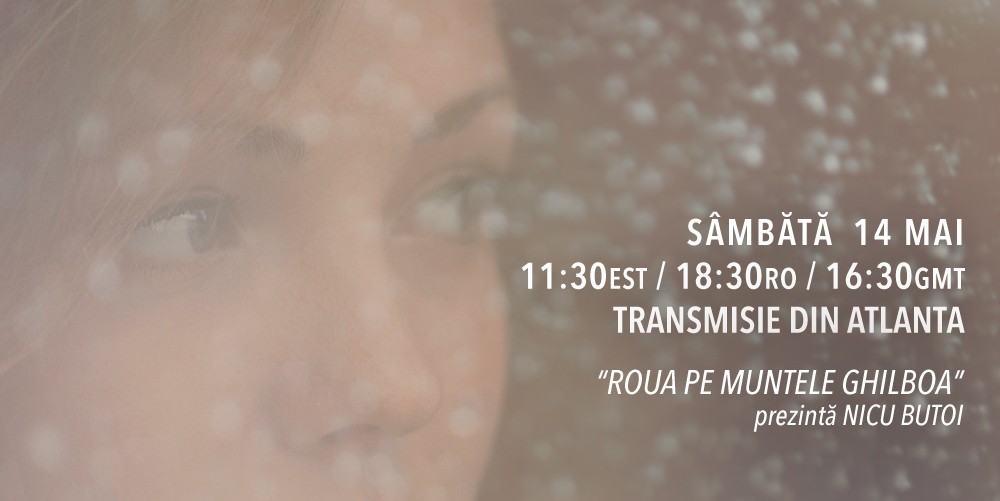 SÂMBĂTĂ 14 MAI
11:30EST / 18:30RO / 16:30GMT
TRANSMISIE DIN ATLANTA
“ROUA PE MUNTELE GHILBOA”
prezintă NICU BUTOI